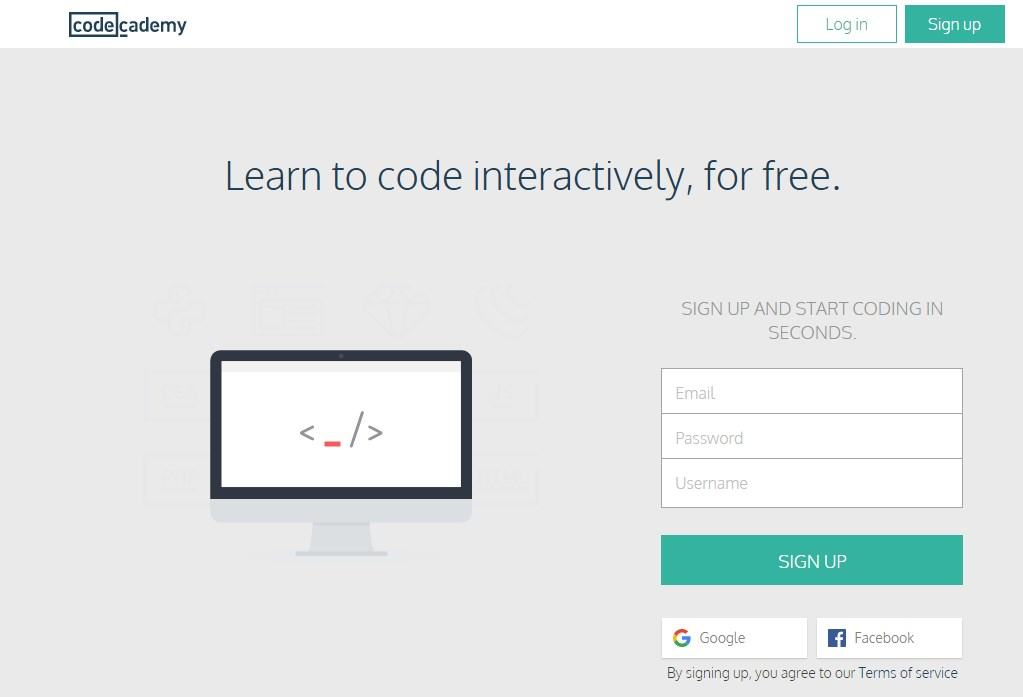 codecademy
Log in
Sign up
Learn to code interactively, for free.
SIGN UP AND START CODING IN
SECONDS.
CSS
JS
PHP
HTML
< _ />
Email
Password
Username
SIGN UP
Google
Facebook
By signing up, you agree to our Terms of service